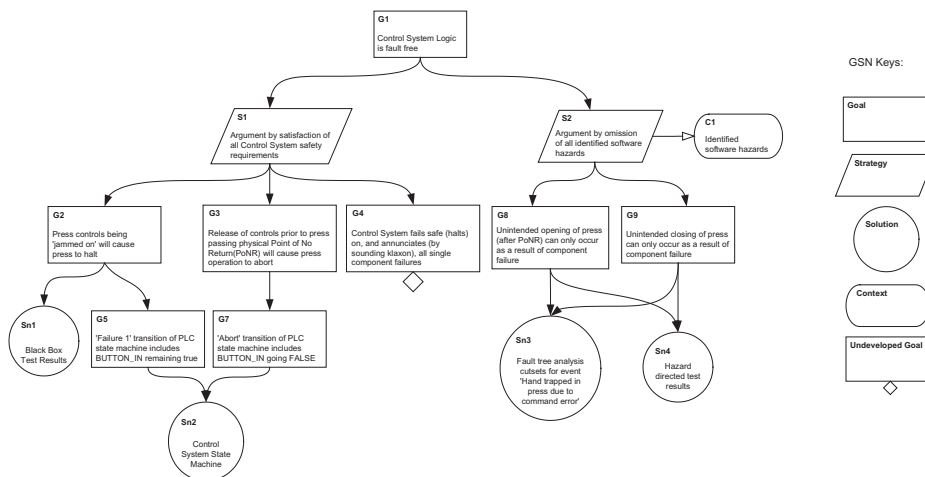 G1
Control System Logic
is fault free
GSN Keys:
Goal
S1
Argument by satisfaction of
all Control System safety
requirements
S2
Argument by omission
of all identified software
hazards
C1
Identified
software hazards
Strategy
G2
Press controls being
'jammed on' will cause
press to halt
G3
Release of controls prior to press
passing physical Point of No
Return(PoNR) will cause press
operation to abort
G4
Control System fails safe (halts)
on, and annunciates (by
sounding klaxon), all single
component failures
G8
Unintended opening of press
(after PoNR) can only occur
as a result of component
failure
G9
Unintended closing of press
can only occur as a result of
component failure
Solution
Context
Sn1
Black Box
Test Results
G5
'Failure 1' transition of PLC
state machine includes
BUTTON_IN remaining true
G7
'Abort' transition of PLC
state machine includes
BUTTON_IN going FALSE
Sn3
Fault tree analysis
cutsets for event
'Hand trapped in
press due to
command error'
Sn4
Hazard
directed test
results
Undeveloped Goal
Sn2
Control
System State
Machine